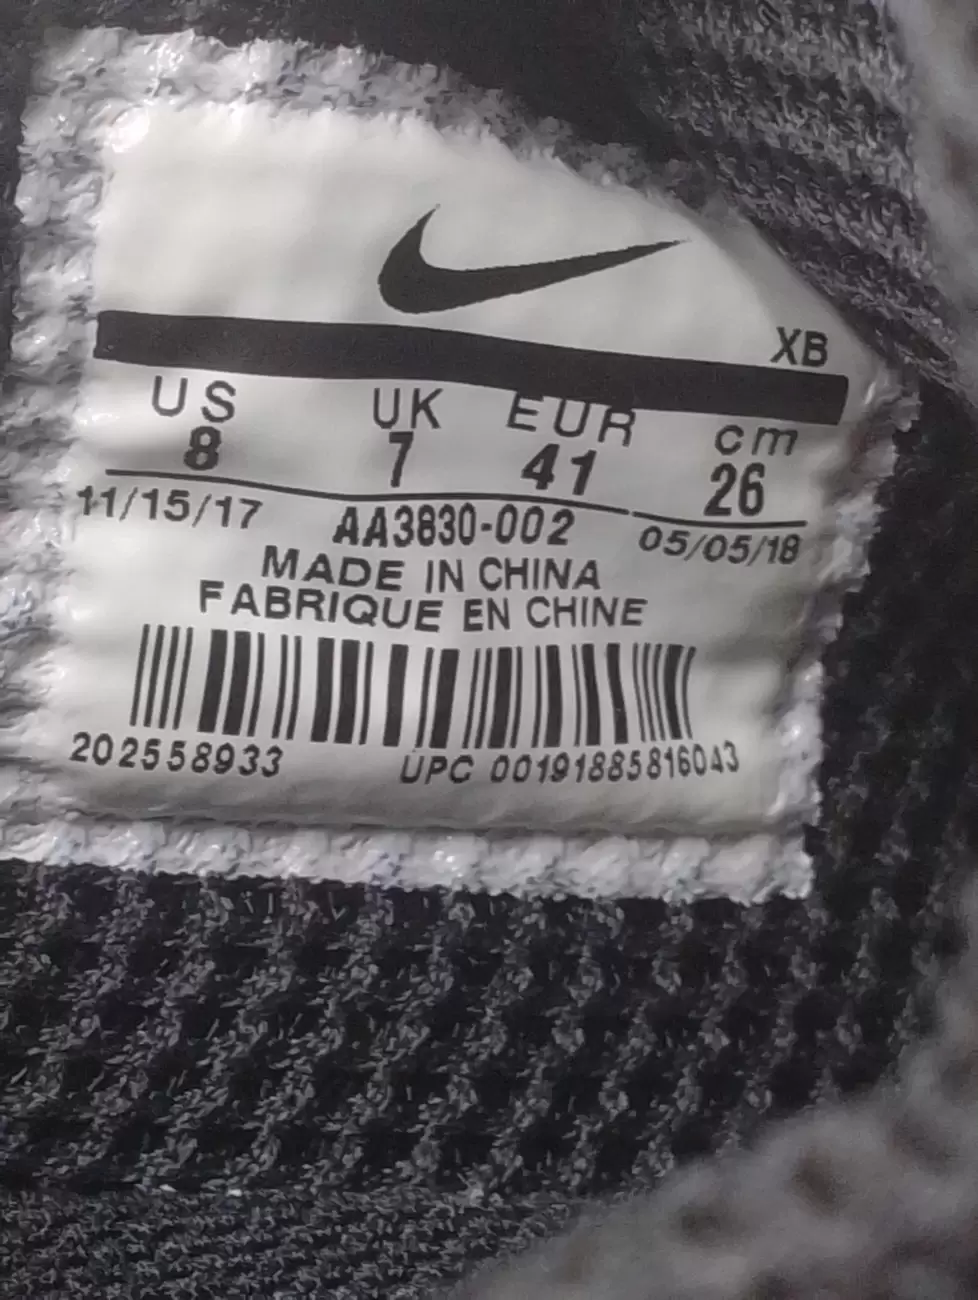 XB
US UK EUR cm
8 7 41 26
11/15/17 AA3830-002 05/05/18
MADE IN CHINA
FABRIQUE EN CHINE
202558933 UPC 00191885816043